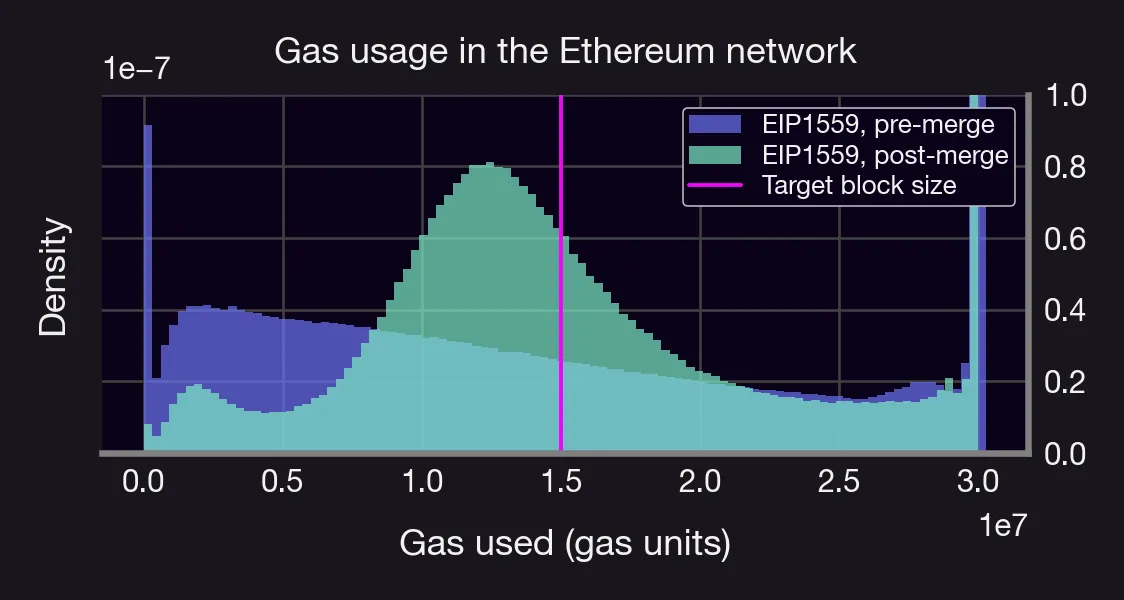 Gas usage in the Ethereum network
1e−7
EIP1559, pre-merge
EIP1559, post-merge
Target block size
Density
1.0
0.8
0.6
0.4
0.2
0.0
0.0 0.5 1.0 1.5 2.0 2.5 3.0
1e7
Gas used (gas units)